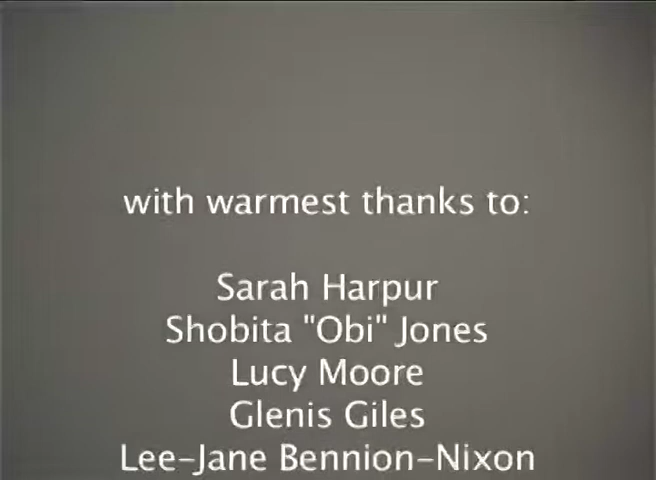 with warmest thanks to:
Sarah Harpur
Shobita "Obi" Jones
Lucy Moore
Glenis Giles
Lee-Jane Bennion-Nixon